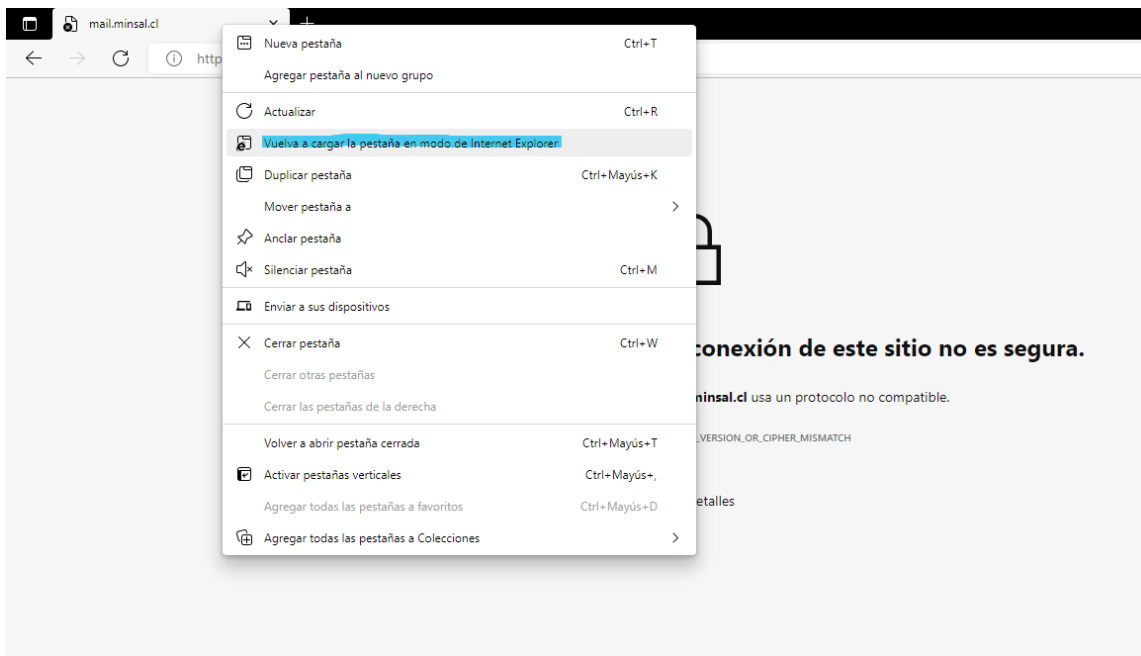 mail.minsal.cl
http
Nueva pestaña Ctrl+T
Agregar pestaña al nuevo grupo
Actualizar Ctrl+R
Vuelva a cargar la pestaña en modo de Internet Explorer
Duplicar pestaña Ctrl+Mayús+K
Mover pestaña a
Anclar pestaña
Silenciar pestaña Ctrl+M
Enviar a sus dispositivos
Cerrar pestaña Ctrl+W
Cerrar otras pestañas
Cerrar las pestañas de la derecha
Volver a abrir pestaña cerrada Ctrl+Mayús+T
Activar pestañas verticales Ctrl+Mayús+,
Agregar todas las pestañas a favoritos Ctrl+Mayús+D
Agregar todas las pestañas a Colecciones
conexión de este sitio no es segura.
minsal.cl usa un protocolo no compatible.
_VERSION_OR_CIPHER_MISMATCH
etalles